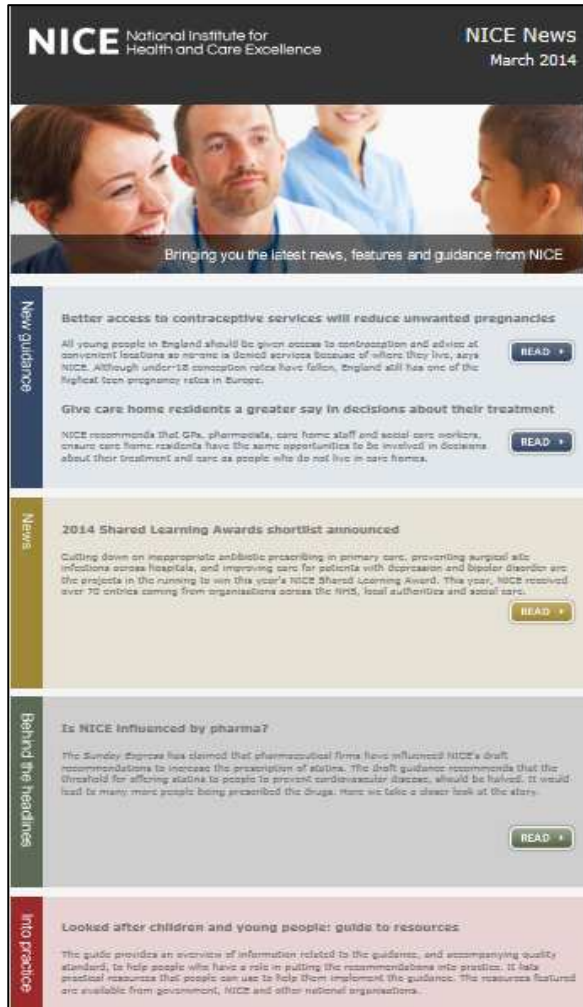 NICE National Institute for
Health and Care Excellence
NICE News
March 2014
Bringing you the latest news, features and guidance from NICE
New guidance
Better access to contraceptive services will reduce unwanted pregnancies
All young people in England should be given access to contraception and advice at
convenient locations so no-one is denied services because of where they live, says
NICE. Although under-18 conception rates have fallen, England still has one of the
highest teen pregnancy rates in Europe.
READ
Give care home residents a greater say in decisions about their treatment
NICE recommends that GPs, pharmacists, care home staff and social care workers,
ensure care home residents have the same opportunities to be involved in decisions
about their treatment and care as people who do not live in care homes.
READ
News
2014 Shared Learning Awards shortlist announced
Cutting down on inappropriate antibiotic prescribing in primary care, preventing surgical site
infections across hospitals, and improving care for patients with depression and bipolar disorder are
the projects in the running to win this year's NICE Shared Learning Award. This year, NICE received
over 70 entries coming from organisations across the NHS, local authorities and social care.
READ
Behind the headlines
Is NICE influenced by pharma?
The Sunday Express has claimed that pharmaceutical firms have influenced NICE's draft
recommendations to increase the prescription of statins. The draft guidance recommends that the
threshold for offering statins to people to prevent cardiovascular disease, should be halved. It would
lead to many more people being prescribed the drugs. Here we take a closer look at the story.
READ
Into practice
Looked after children and young people: guide to resources
The guide provides an overview of information related to the guidance, and accompanying quality
standard, to help people who have a role in putting the recommendations into practice. It lists
practical resources that people can use to help them implement the guidance. The resources featured
are available from government, NICE and other national organisations.